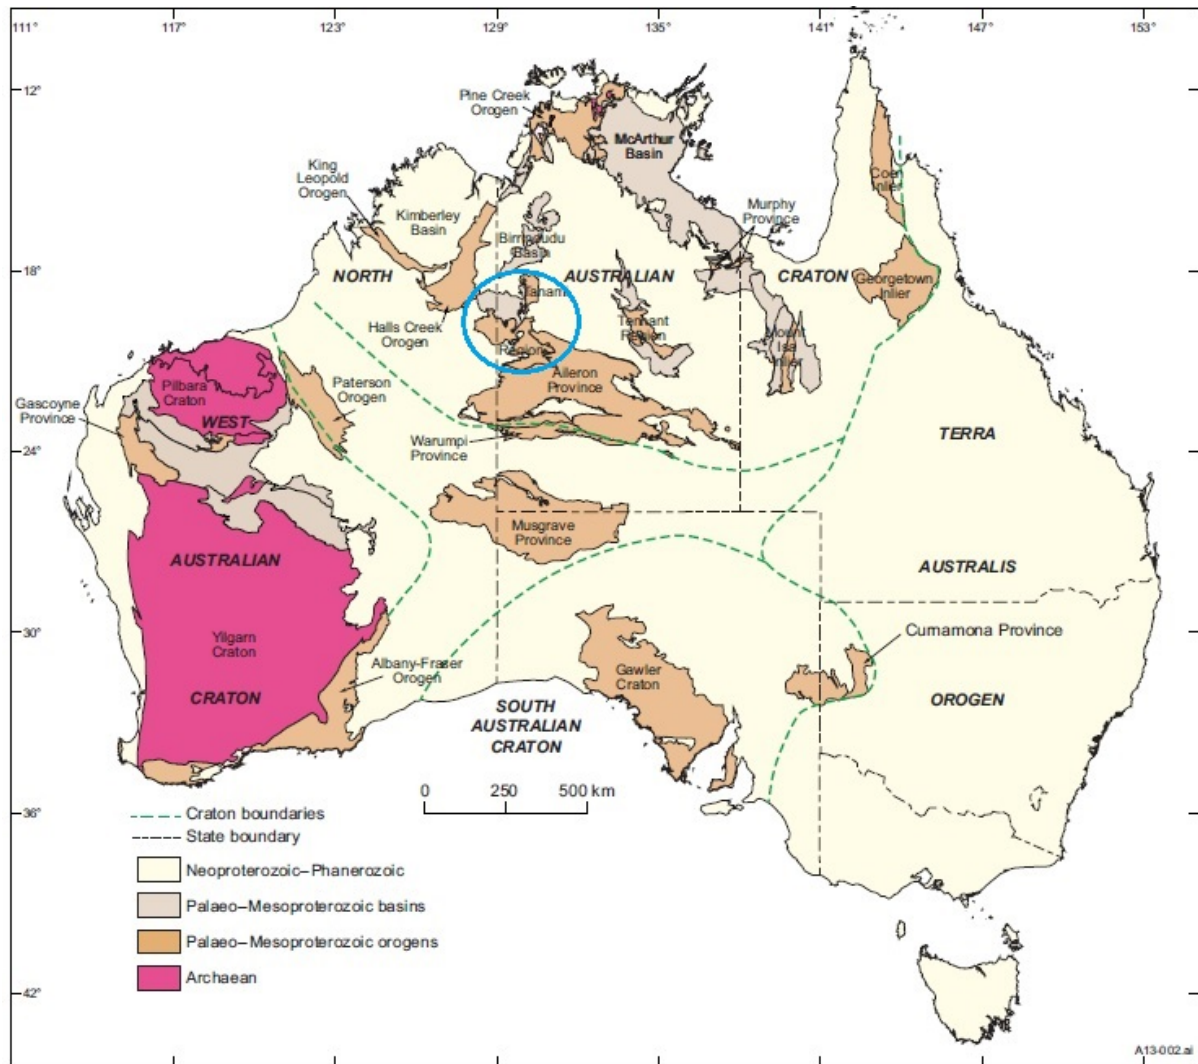 111°
117°
123°
129°
135°
141°
147°
153°
12°
18°
24°
30°
36°
42°
Pine Creek
Orogen
McArthur
Basin
King
Leopold
Orogen
Kimberley
Basin
Coen
Inlier
Murphy
Province
Birrindudu
Basin
NORTH
AUSTRALIAN
CRATON
Georgetown
Inlier
Tanami
Region
Halls Creek
Orogen
Tennant
Region
Mount
Isa
Inlier
Aileron
Province
Pilbara
Craton
Paterson
Orogen
Gascoyne
Province
WEST
Warumpi
Province
TERRA
Musgrave
Province
AUSTRALIAN
AUSTRALIS
Yilgarn
Craton
Albany-Fraser
Orogen
CRATON
Gawler
Craton
Curnamona Province
SOUTH
AUSTRALIAN
CRATON
OROGEN
0 250 500 km
Craton boundaries
State boundary
Neoproterozoic–Phanerozoic
Palaeo–Mesoproterozoic basins
Palaeo–Mesoproterozoic orogens
Archaean
A13-002.ai